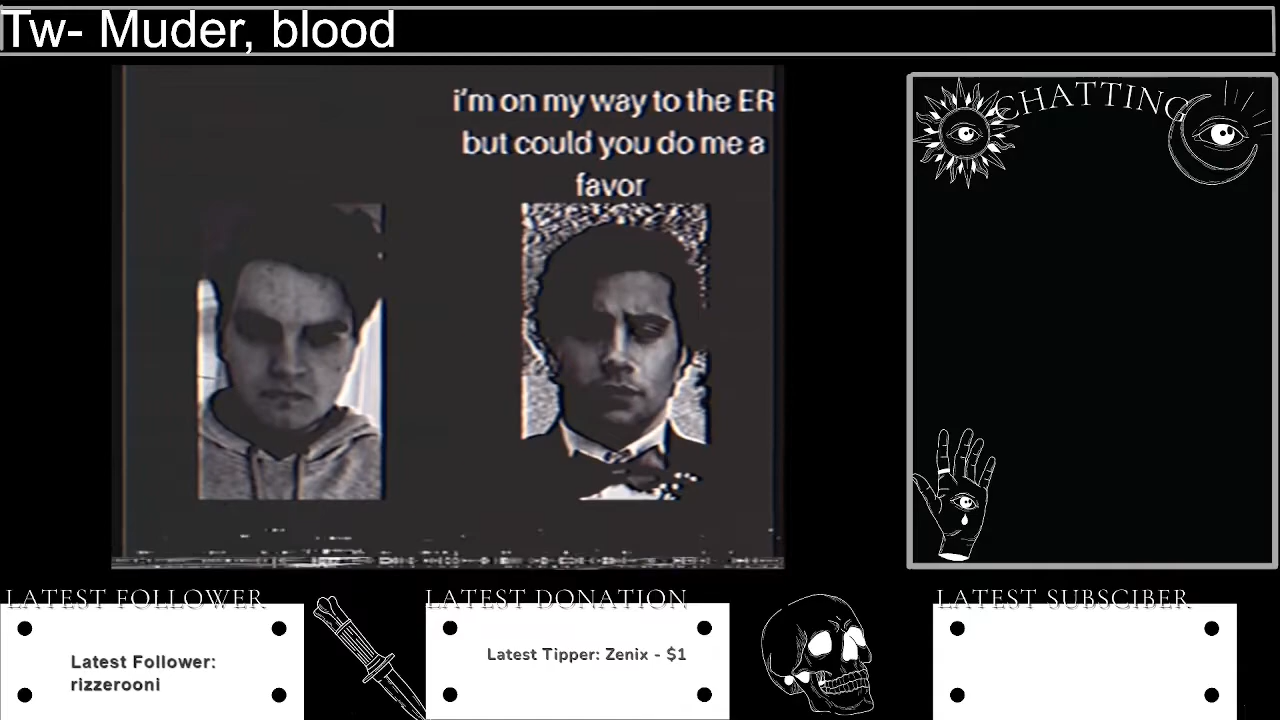 Tw- Muder, blood
i'm on my way to the ER
but could you do me a
favor
CHATTING
LATEST FOLLOWER
Latest Follower:
rizzerooni
LATEST DONATION
Latest Tipper: Zenix - $1
LATEST SUBSCIBER